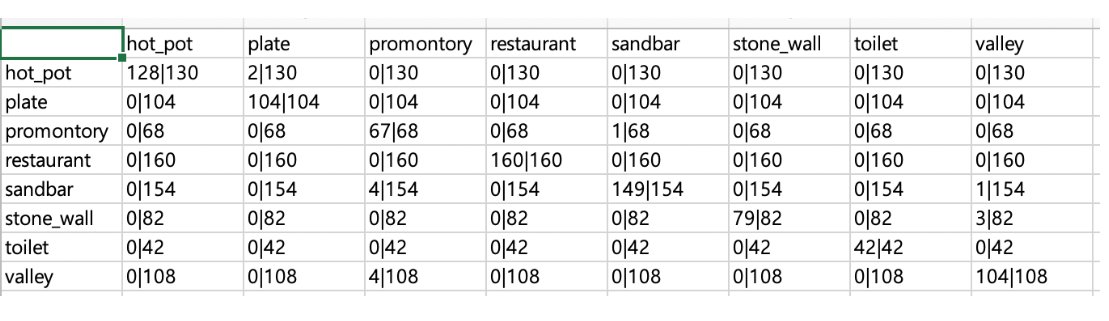 hot_pot plate promontory restaurant sandbar stone_wall toilet valley
hot_pot 128|130 2|130 0|130 0|130 0|130 0|130 0|130 0|130
plate 0|104 104|104 0|104 0|104 0|104 0|104 0|104 0|104
promontory 0|68 0|68 67|68 0|68 1|68 0|68 0|68 0|68
restaurant 0|160 0|160 0|160 160|160 0|160 0|160 0|160 0|160
sandbar 0|154 0|154 4|154 0|154 149|154 0|154 0|154 1|154
stone_wall 0|82 0|82 0|82 0|82 0|82 79|82 0|82 3|82
toilet 0|42 0|42 0|42 0|42 0|42 0|42 42|42 0|42
valley 0|108 0|108 4|108 0|108 0|108 0|108 0|108 104|108